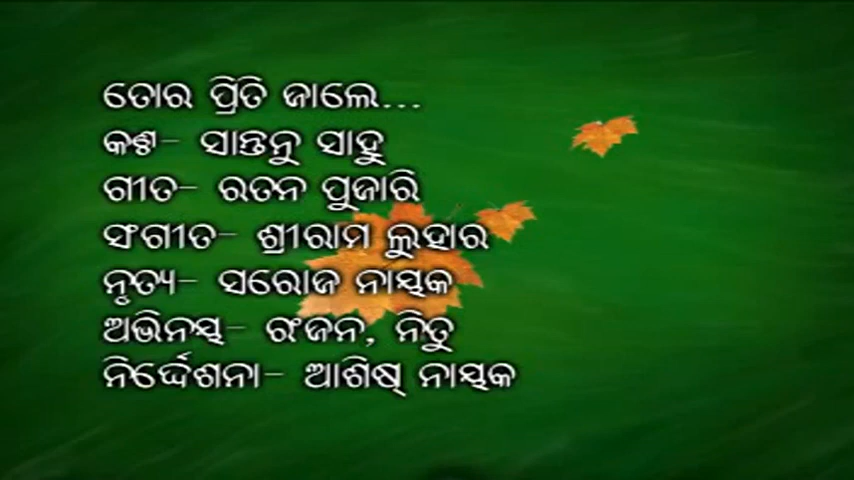 ତୋର ପ୍ରିତି ଜାଲେ...
କଣ୍ଠ- ସାନ୍ତନୁ ସାହୁ
ଗୀତ- ରତନ ପୁଜାରି
ସଂଗୀତ- ଶ୍ରୀରାମ ଲୁହାର
ନୃତ୍ୟ- ସରୋଜ ନାୟକ
ଅଭିନୟ- ରଂଜନ, ନିତୁ
ନିର୍ଦ୍ଦେଶନା- ଆଶିଷ୍ ନାୟକ